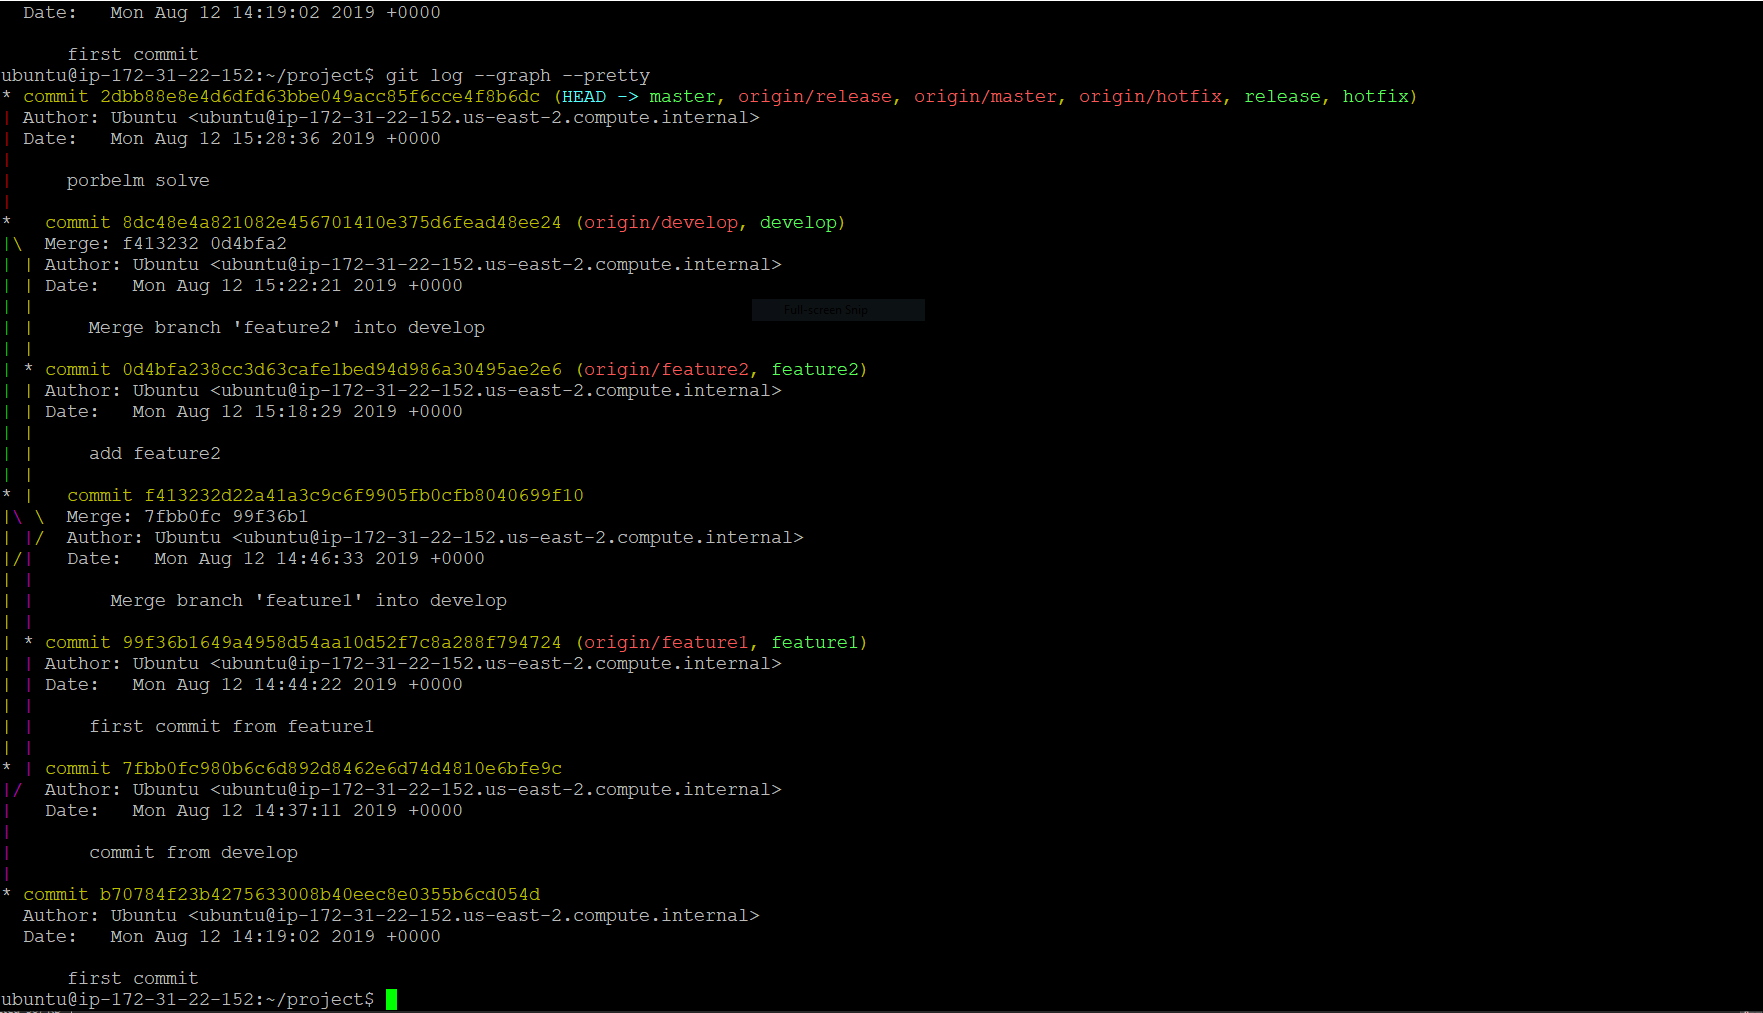 Date:   Mon Aug 12 14:19:02 2019 +0000
first commit
ubuntu@ip-172-31-22-152:~/project$ git log --graph --pretty
* commit 2dbb88e8e4d6dfd63bbe049acc85f6cce4f8b6dc (HEAD -> master, origin/release, origin/master, origin/hotfix, release, hotfix)
| Author: Ubuntu <ubuntu@ip-172-31-22-152.us-east-2.compute.internal>
| Date:   Mon Aug 12 15:28:36 2019 +0000
|
|     porbelm solve
|
*   commit 8dc48e4a821082e456701410e375d6fead48ee24 (origin/develop, develop)
|\  Merge: f413232 0d4bfa2
| | Author: Ubuntu <ubuntu@ip-172-31-22-152.us-east-2.compute.internal>
| | Date:   Mon Aug 12 15:22:21 2019 +0000
| |
Full-screen Snip
| |     Merge branch 'feature2' into develop
| |
| * commit 0d4bfa238cc3d63cafe1bed94d986a30495ae2e6 (origin/feature2, feature2)
| | Author: Ubuntu <ubuntu@ip-172-31-22-152.us-east-2.compute.internal>
| | Date:   Mon Aug 12 15:18:29 2019 +0000
| |
| |     add feature2
| |
* |   commit f413232d22a41a3c9c6f9905fb0cfb8040699f10
|\ \  Merge: 7fbb0fc 99f36b1
| |/  Author: Ubuntu <ubuntu@ip-172-31-22-152.us-east-2.compute.internal>
|/|   Date:   Mon Aug 12 14:46:33 2019 +0000
| |
| |       Merge branch 'feature1' into develop
| |
| * commit 99f36b1649a4958d54aa10d52f7c8a288f794724 (origin/feature1, feature1)
| | Author: Ubuntu <ubuntu@ip-172-31-22-152.us-east-2.compute.internal>
| | Date:   Mon Aug 12 14:44:22 2019 +0000
| |
| |     first commit from feature1
| |
* | commit 7fbb0fc980b6c6d892d8462e6d74d4810e6bfe9c
|/  Author: Ubuntu <ubuntu@ip-172-31-22-152.us-east-2.compute.internal>
|   Date:   Mon Aug 12 14:37:11 2019 +0000
|
|       commit from develop
|
* commit b70784f23b4275633008b40eec8e0355b6cd054d
  Author: Ubuntu <ubuntu@ip-172-31-22-152.us-east-2.compute.internal>
  Date:   Mon Aug 12 14:19:02 2019 +0000
      first commit
ubuntu@ip-172-31-22-152:~/project$